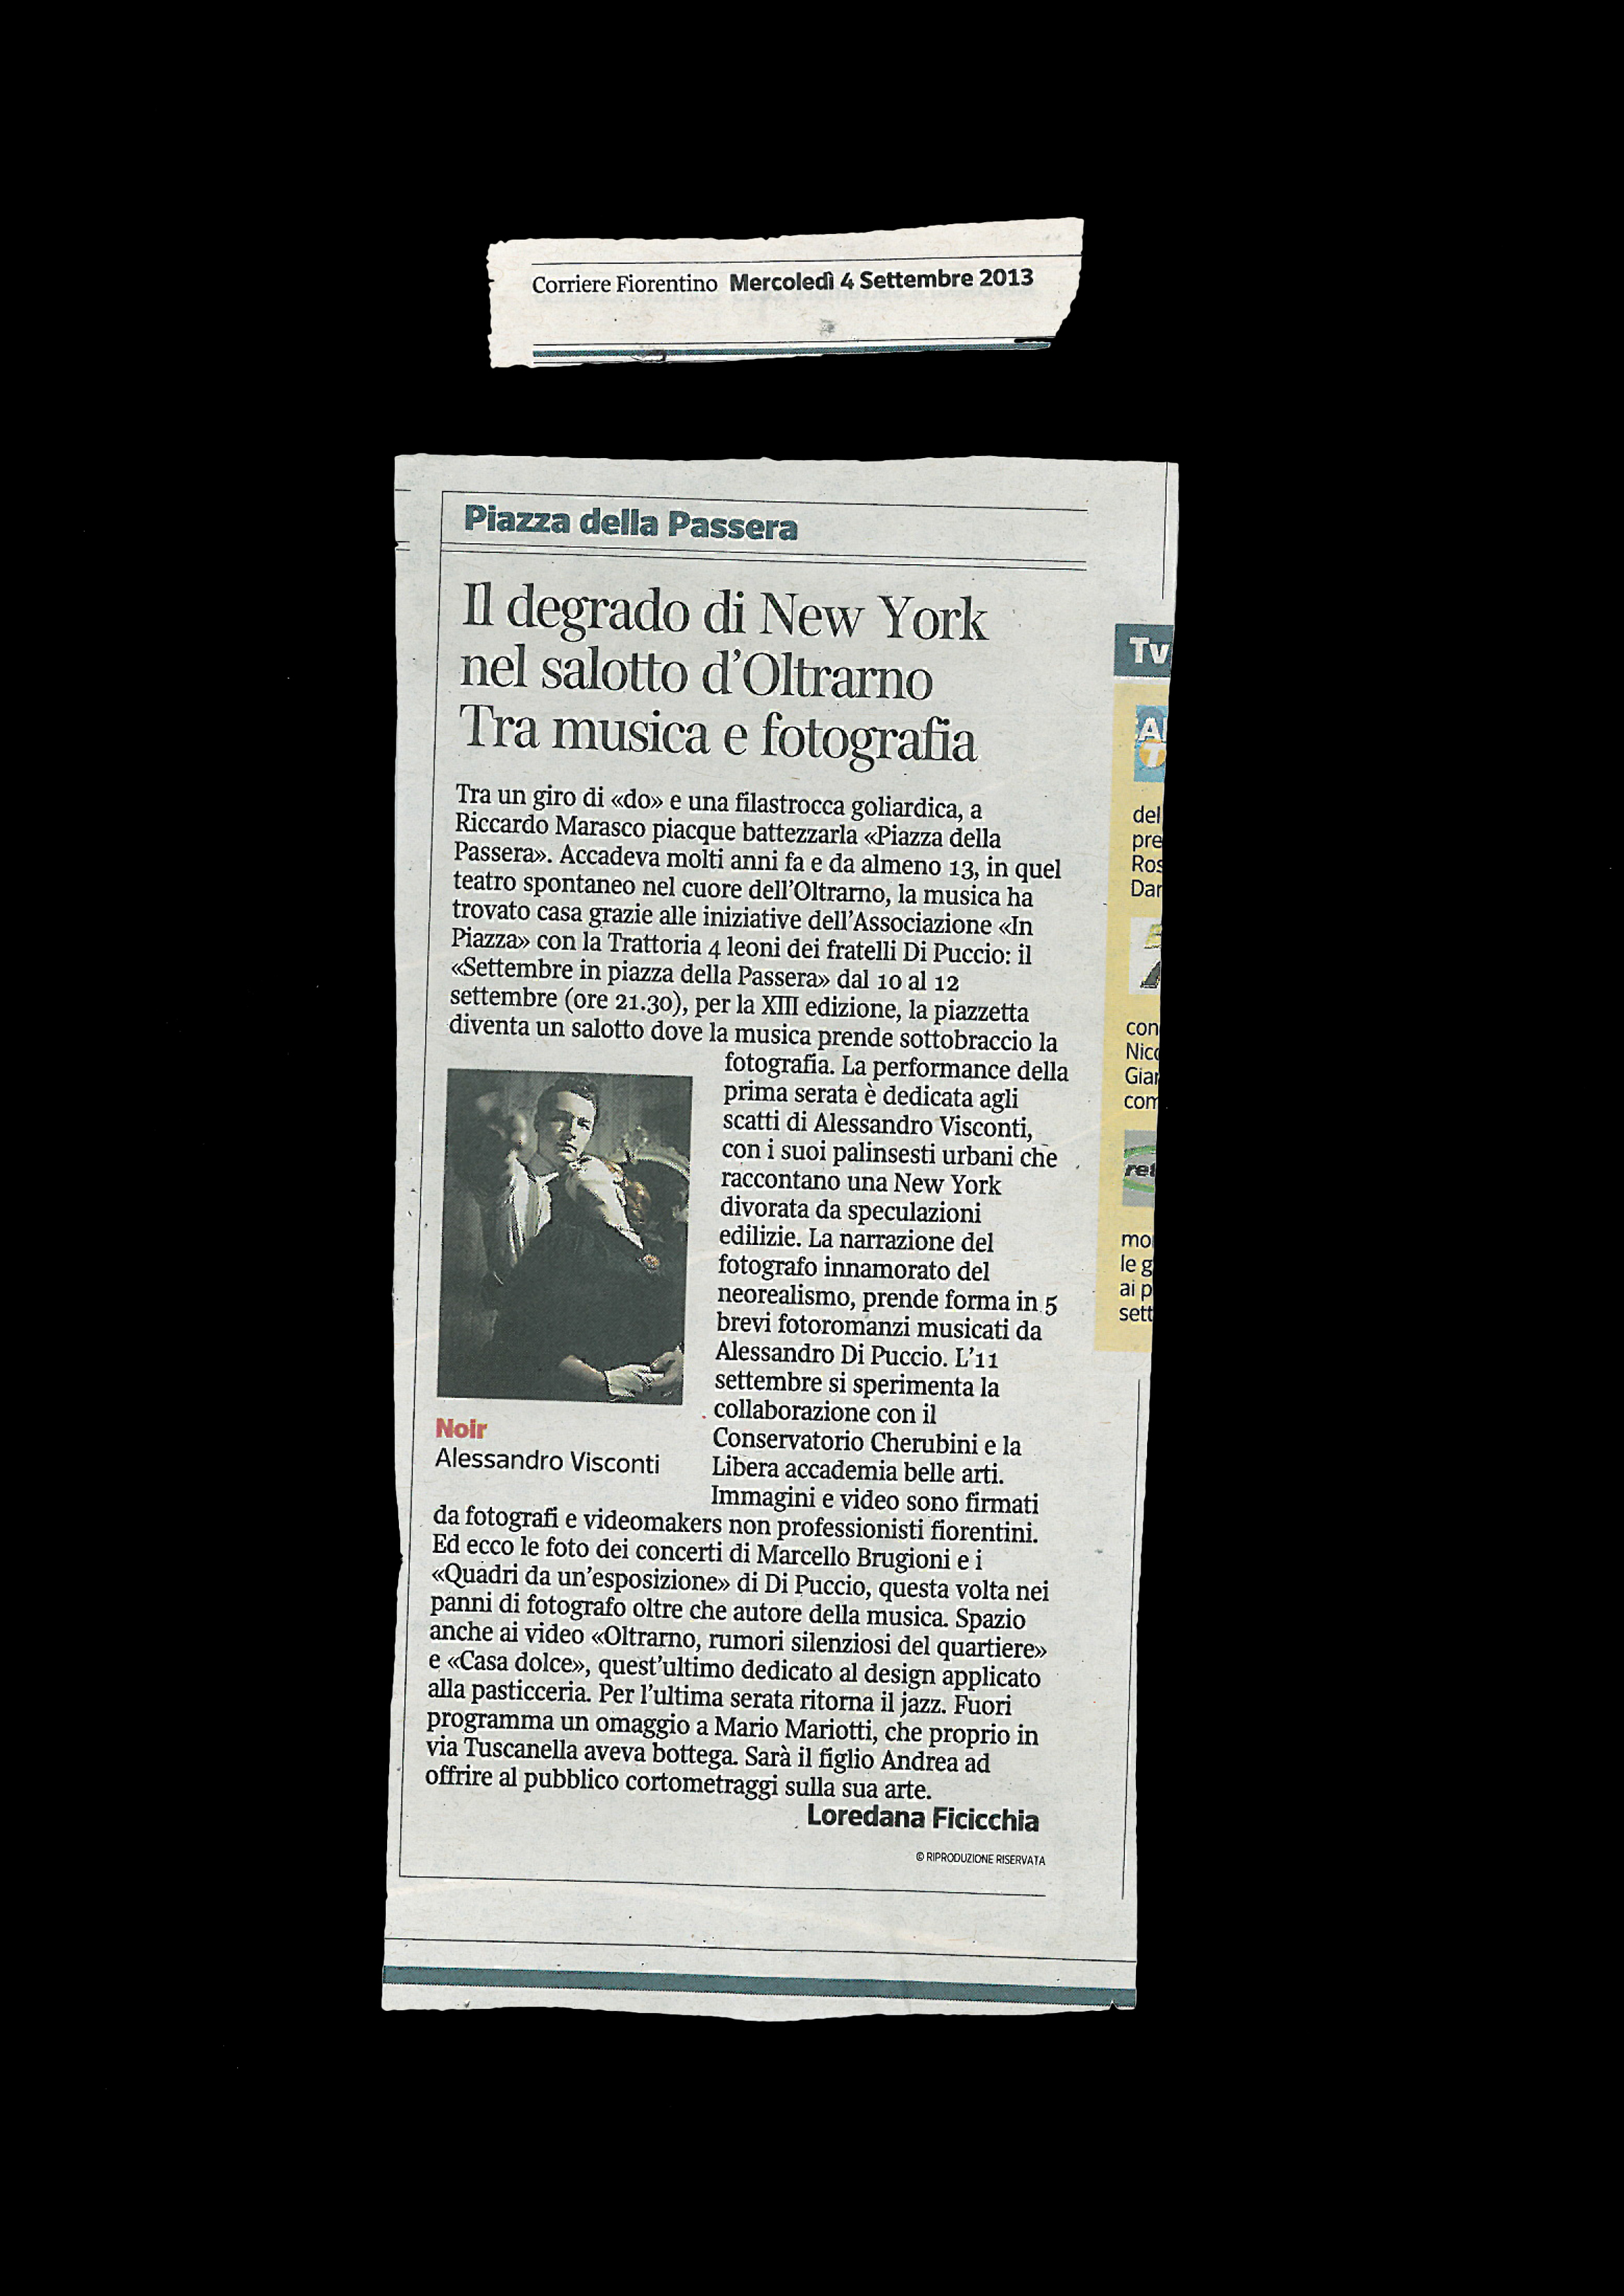 Corriere Fiorentino Mercoledì 4 Settembre 2013
Piazza della Passera
Il degrado di New York
nel salotto d'Oltrarno
Tra musica e fotografia
Tra un giro di «do» e una filastrocca goliardica, a
Riccardo Marasco piacque battezzarla «Piazza della
Passera». Accadeva molti anni fa e da almeno 13, in quel
teatro spontaneo nel cuore dell'Oltrarno, la musica ha
trovato casa grazie alle iniziative dell'Associazione «In
Piazza» con la Trattoria 4 leoni dei fratelli Di Puccio: il
«Settembre in piazza della Passera» dal 10 al 12
settembre (ore 21.30), per la XIII edizione, la piazzetta
diventa un salotto dove la musica prende sottobraccio la
fotografia. La performance della
prima serata è dedicata agli
scatti di Alessandro Visconti,
con i suoi palinsesti urbani che
raccontano una New York
divorata da speculazioni
edilizie. La narrazione del
fotografo innamorato del
neorealismo, prende forma in 5
brevi fotoromanzi musicati da
Alessandro Di Puccio. L'11
settembre si sperimenta la
collaborazione con il
Conservatorio Cherubini e la
Libera accademia belle arti.
Immagini e video sono firmati
da fotografi e videomakers non professionisti fiorentini.
Ed ecco le foto dei concerti di Marcello Brugioni e i
«Quadri da un'esposizione» di Di Puccio, questa volta nei
panni di fotografo oltre che autore della musica. Spazio
anche ai video «Oltrarno, rumori silenziosi del quartiere»
e «Casa dolce», quest'ultimo dedicato al design applicato
alla pasticceria. Per l'ultima serata ritorna il jazz. Fuori
programma un omaggio a Mario Mariotti, che proprio in
via Tuscanella aveva bottega. Sarà il figlio Andrea ad
offrire al pubblico cortometraggi sulla sua arte.
Loredana Ficicchia
© RIPRODUZIONE RISERVATA
Noir
Alessandro Visconti
Tv
del
pre
Ros
Dar
con
Nic
Gia
com
ret
mo
le g
ai p
sett